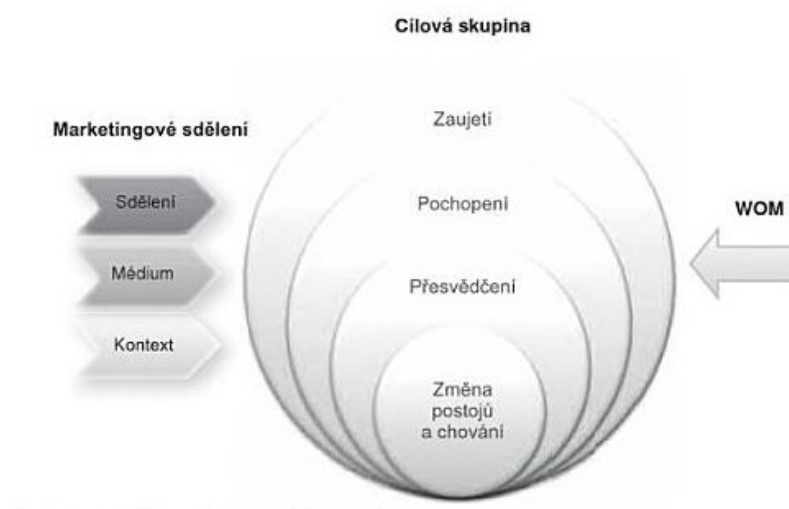 Cílová skupina
Marketingové sdělení
Zaujetí
Sdělení
Pochopení
WOM
Médium
Přesvědčení
Kontext
Změna
postojů
a chování